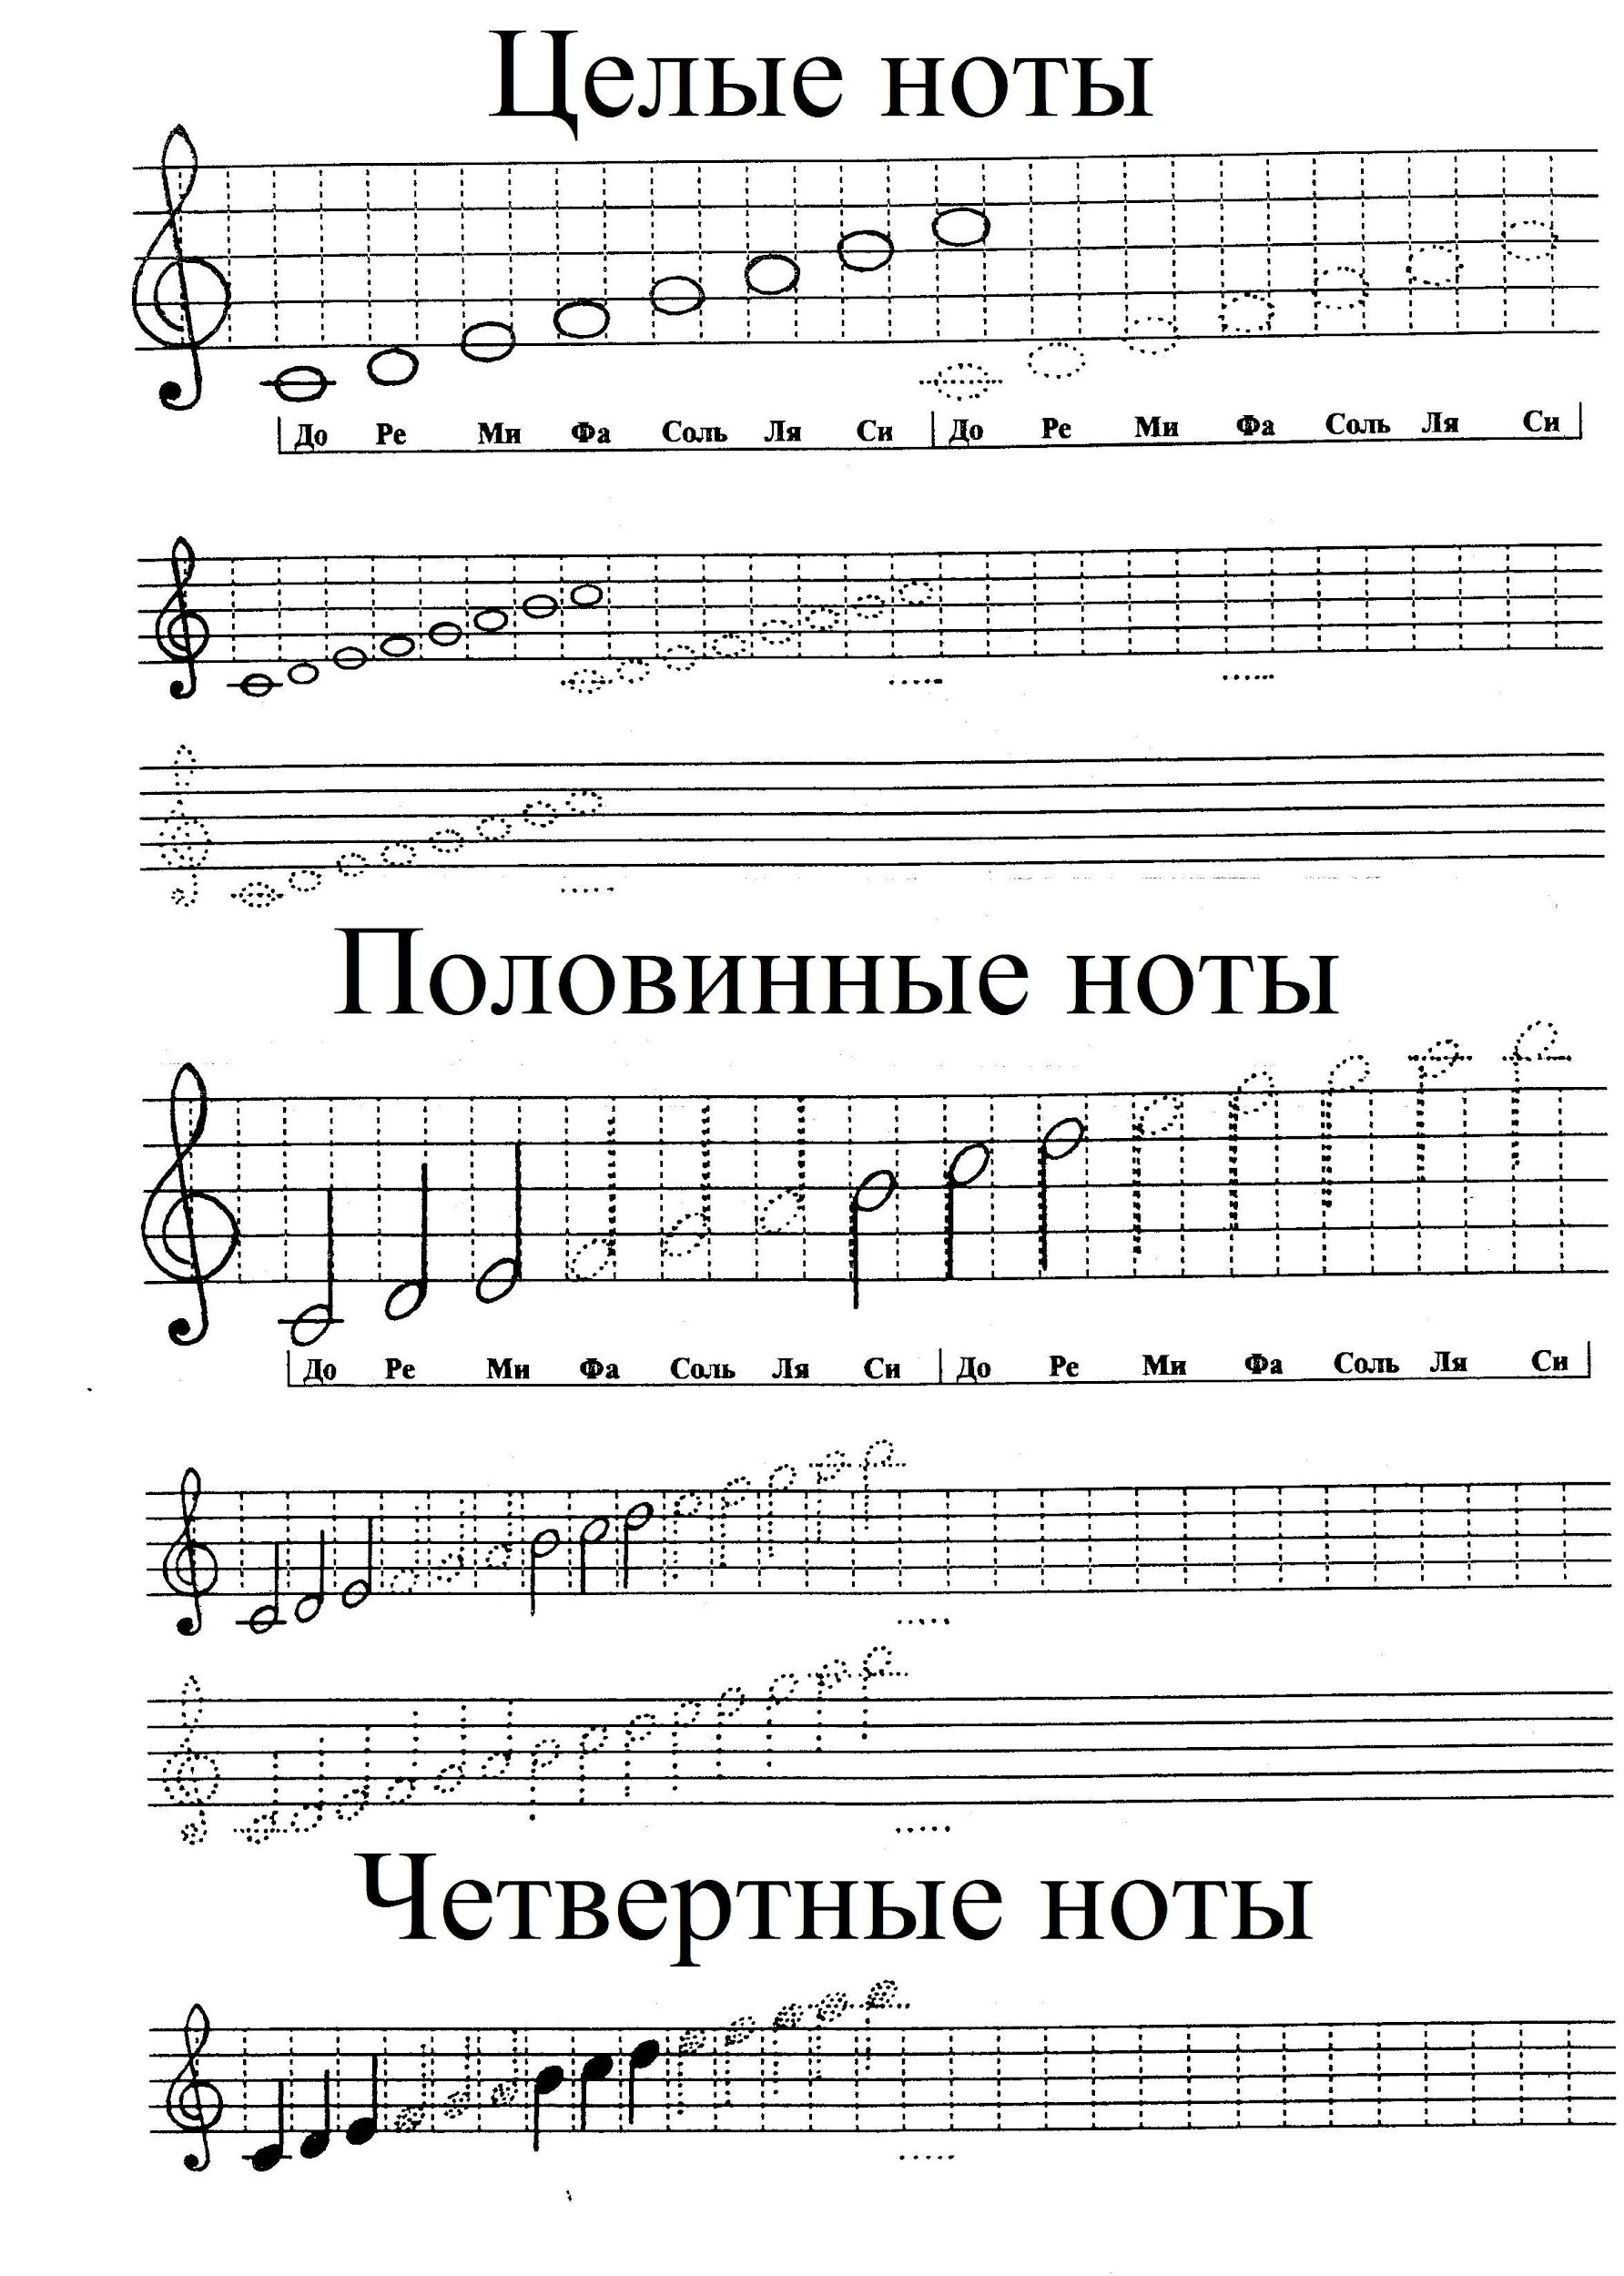 Целые ноты
До Ре Ми Фа Соль Ля Си До Ре Ми Фа Соль Ля Си
Половинные ноты
До Ре Ми Фа Соль Ля Си До Ре Ми Фа Соль Ля Си
Четвертные ноты